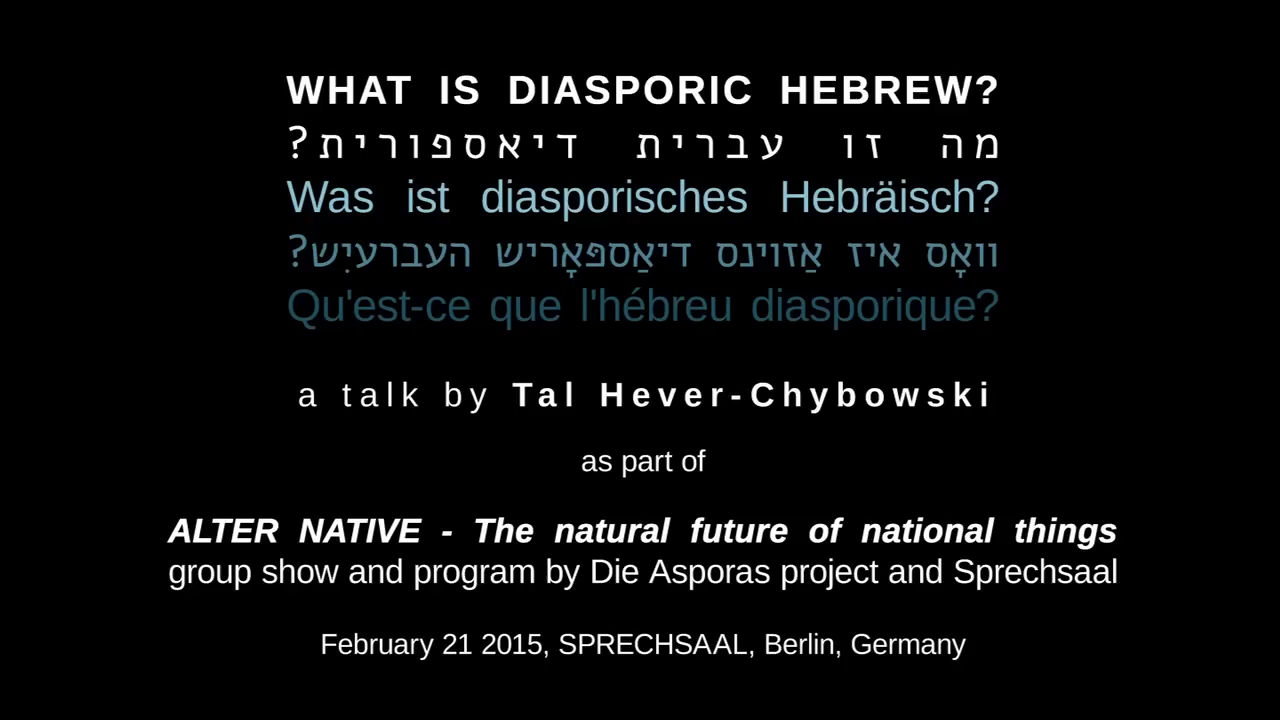 WHAT IS DIASPORIC HEBREW?
מה זו עברית דיאספורית?
Was ist diasporisches Hebräisch?
וואָס איז אַזוינס דיאַספּאָריש העברעיִש?
Qu'est-ce que l'hébreu diasporique?
a talk by Tal Hever-Chybowski
as part of
ALTER NATIVE - The natural future of national things
group show and program by Die Asporas project and Sprechsaal
February 21 2015, SPRECHSAAL, Berlin, Germany